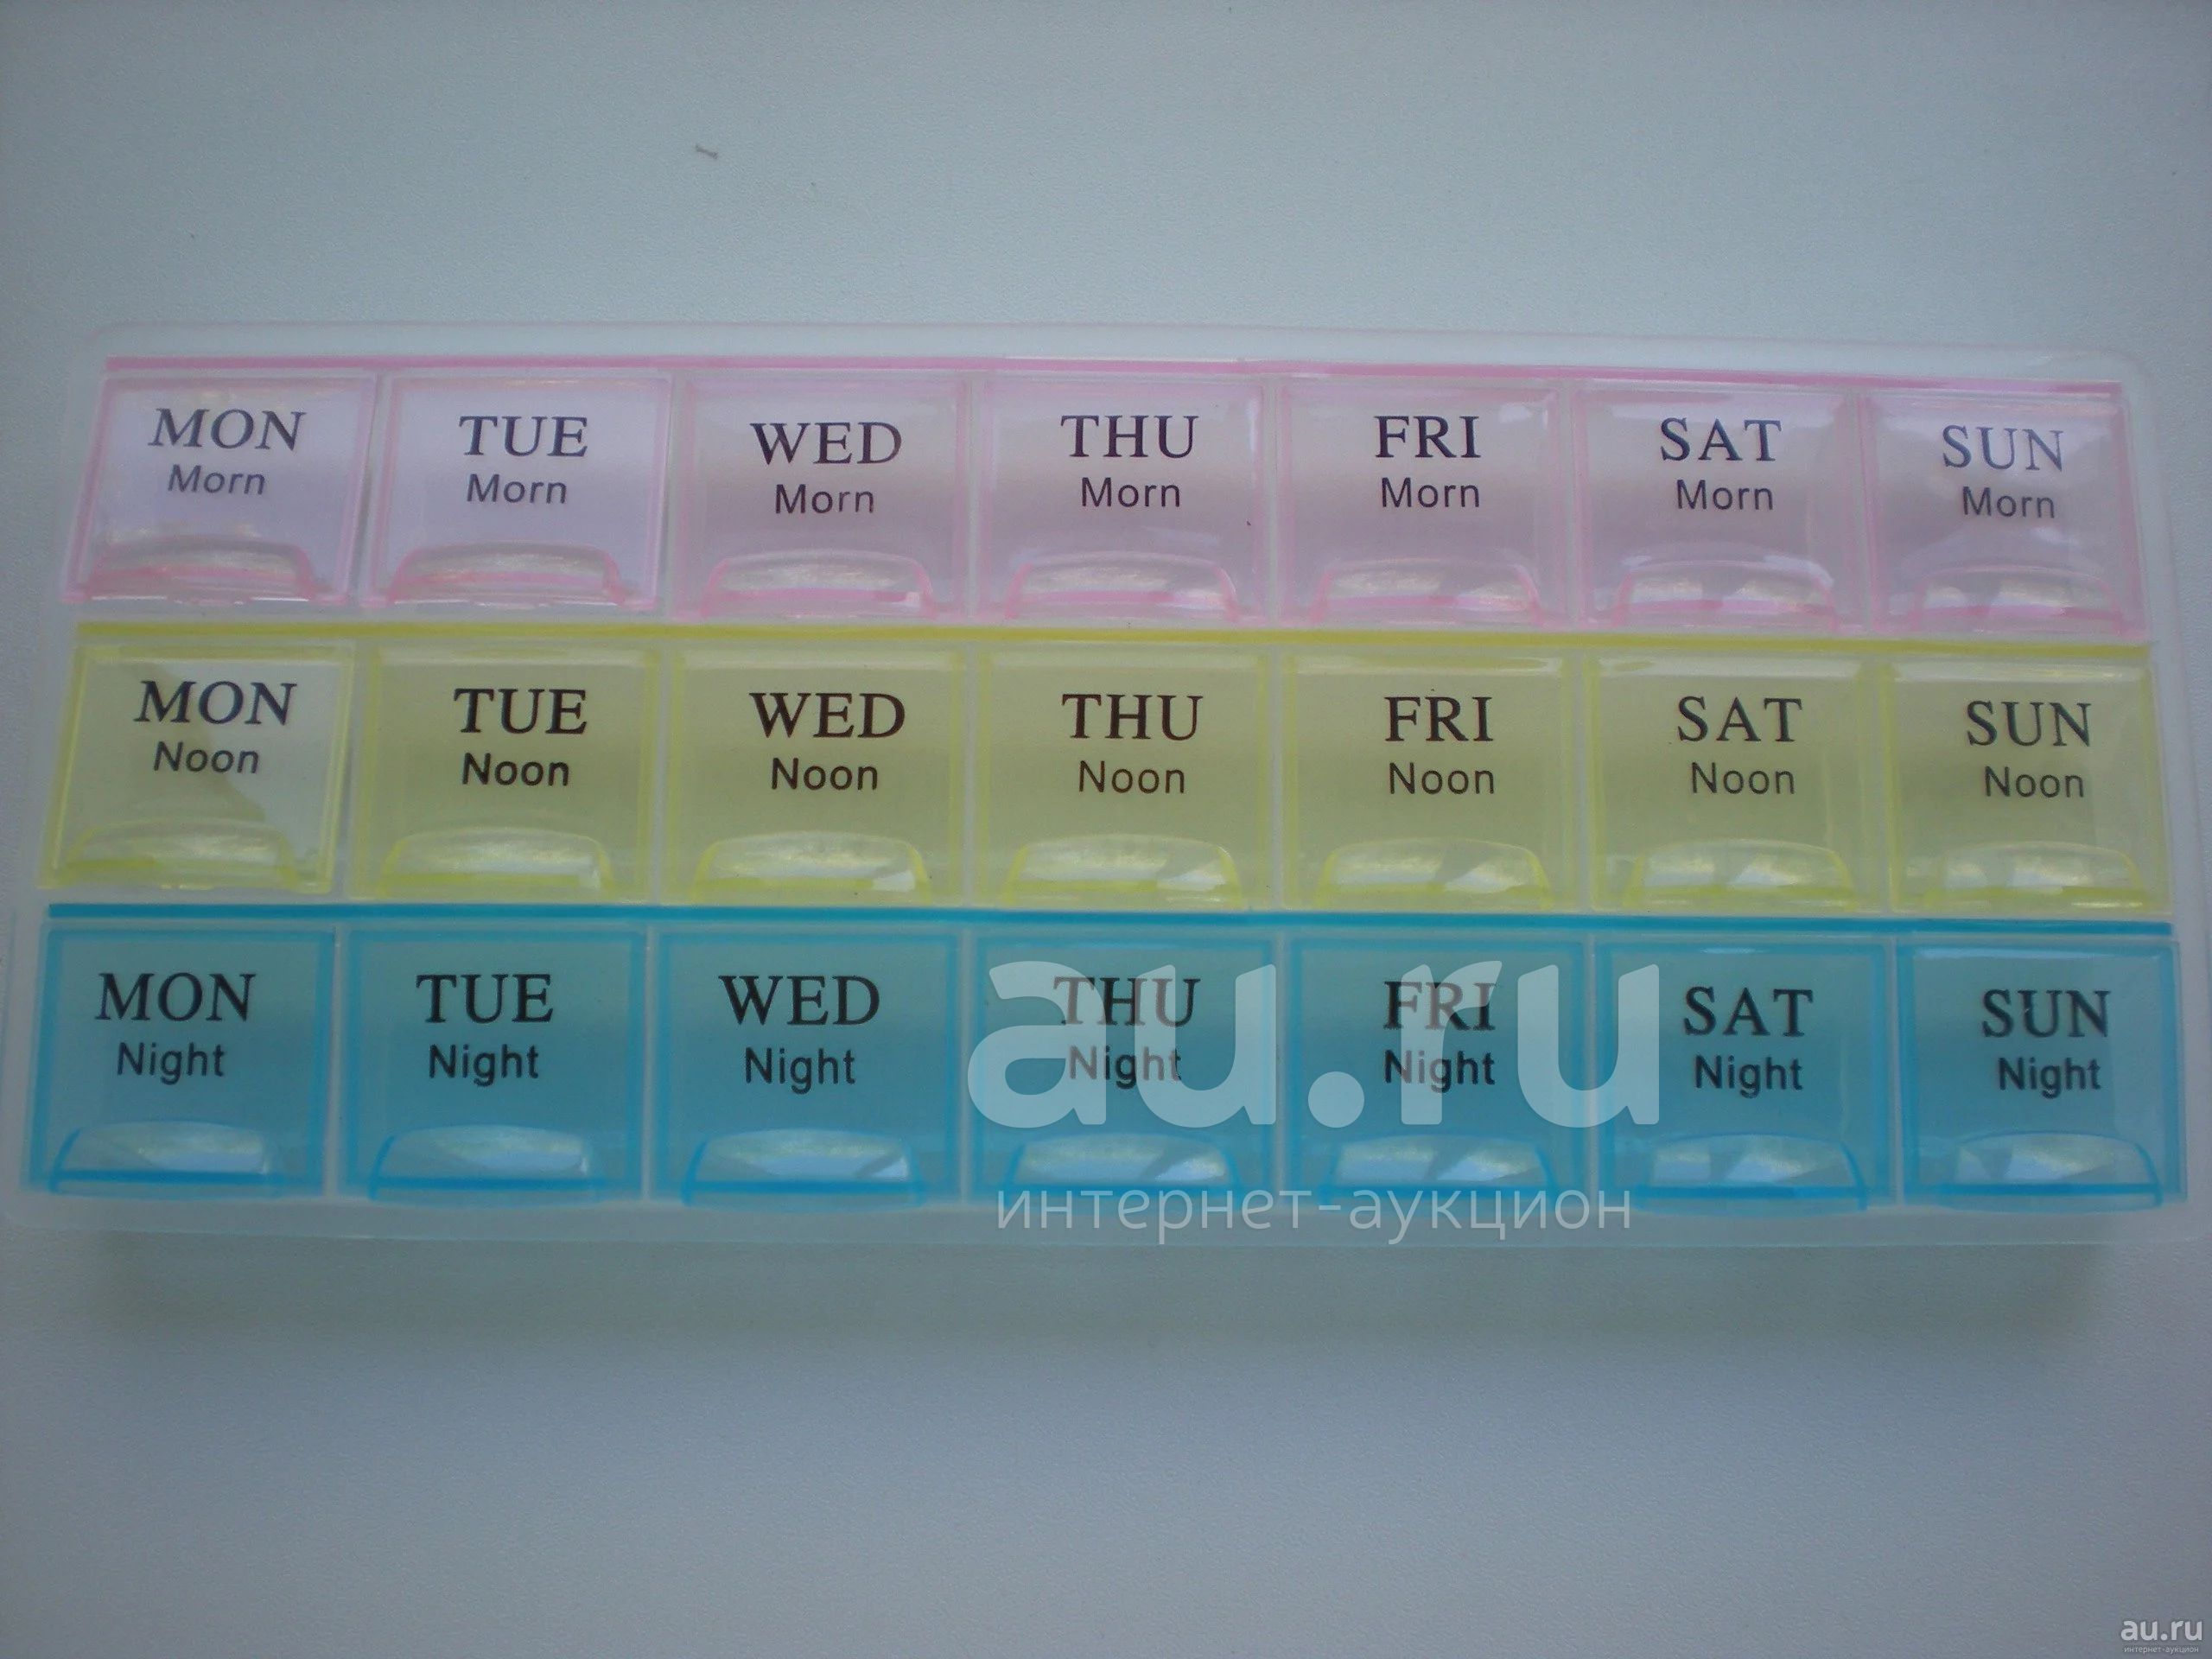 MON TUE WED THU FRI SAT SUN
Morn Morn Morn Morn Morn Morn Morn
MON TUE WED THU FRI SAT SUN
Noon Noon Noon Noon Noon Noon Noon
MON TUE WED THU FRI SAT SUN
Night Night Night Night Night Night Night
au.ru
интернет-аукцион
au.ru
интернет-аукцион